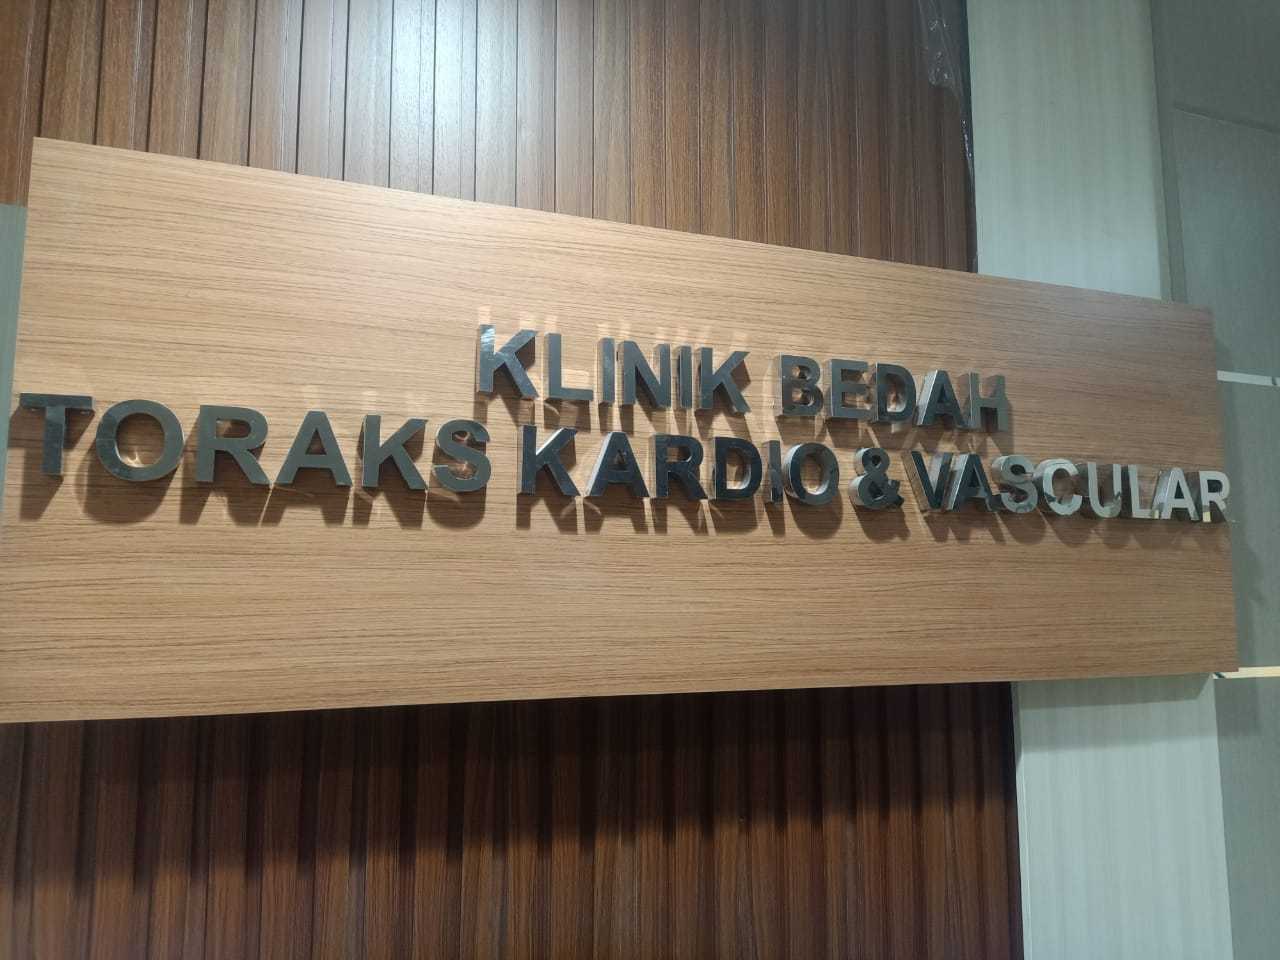 KLINIK BEDAH
TORAKS KARDIO & VASCULAR